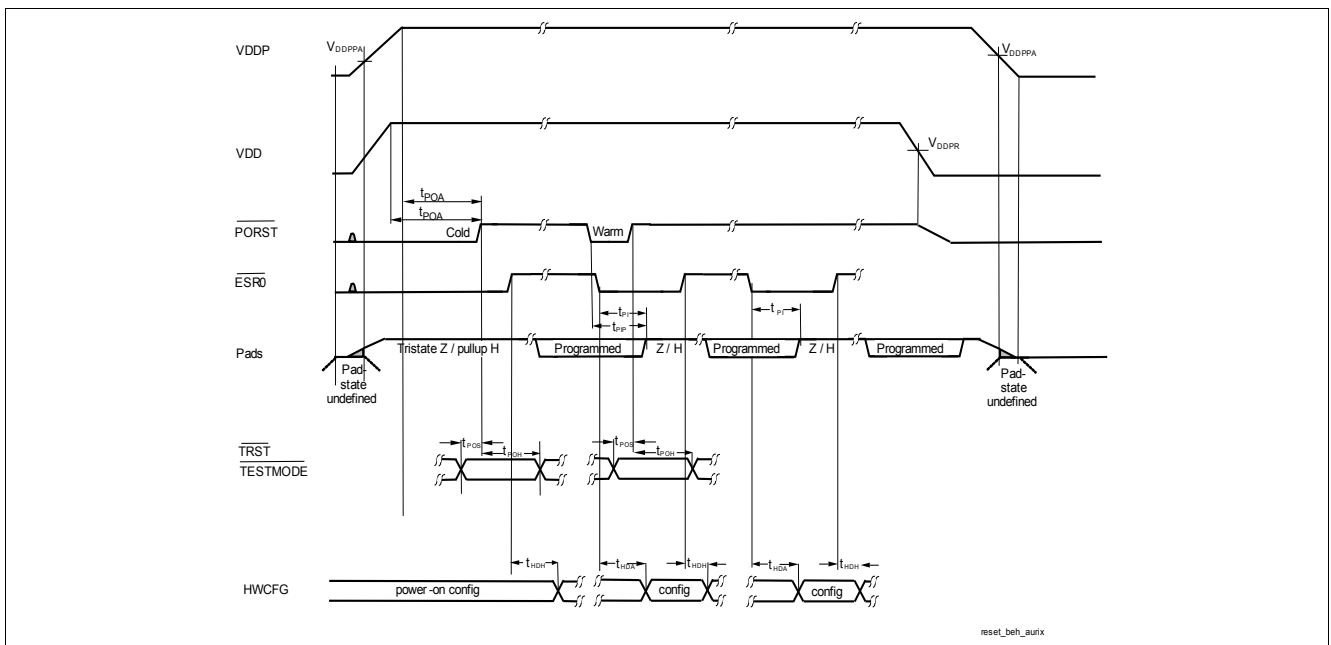 VDDP
VDDPPA
VDDPPA
VDD
VDDPR
tPOA
tPOA
PORST
Cold
Warm
ESR0
tPI
tPI
tPIP
Pads
Tristate Z / pullup H
Programmed
Z / H
Programmed
Z / H
Programmed
Pad-
state
undefined
Pad-
state
undefined
TRST
TESTMODE
tPOS
tPOH
tPOS
tPOH
HWCFG
tHDH
tHDA
tHDH
tHDA
tHDH
power -on config
config
config
reset_beh_aurix